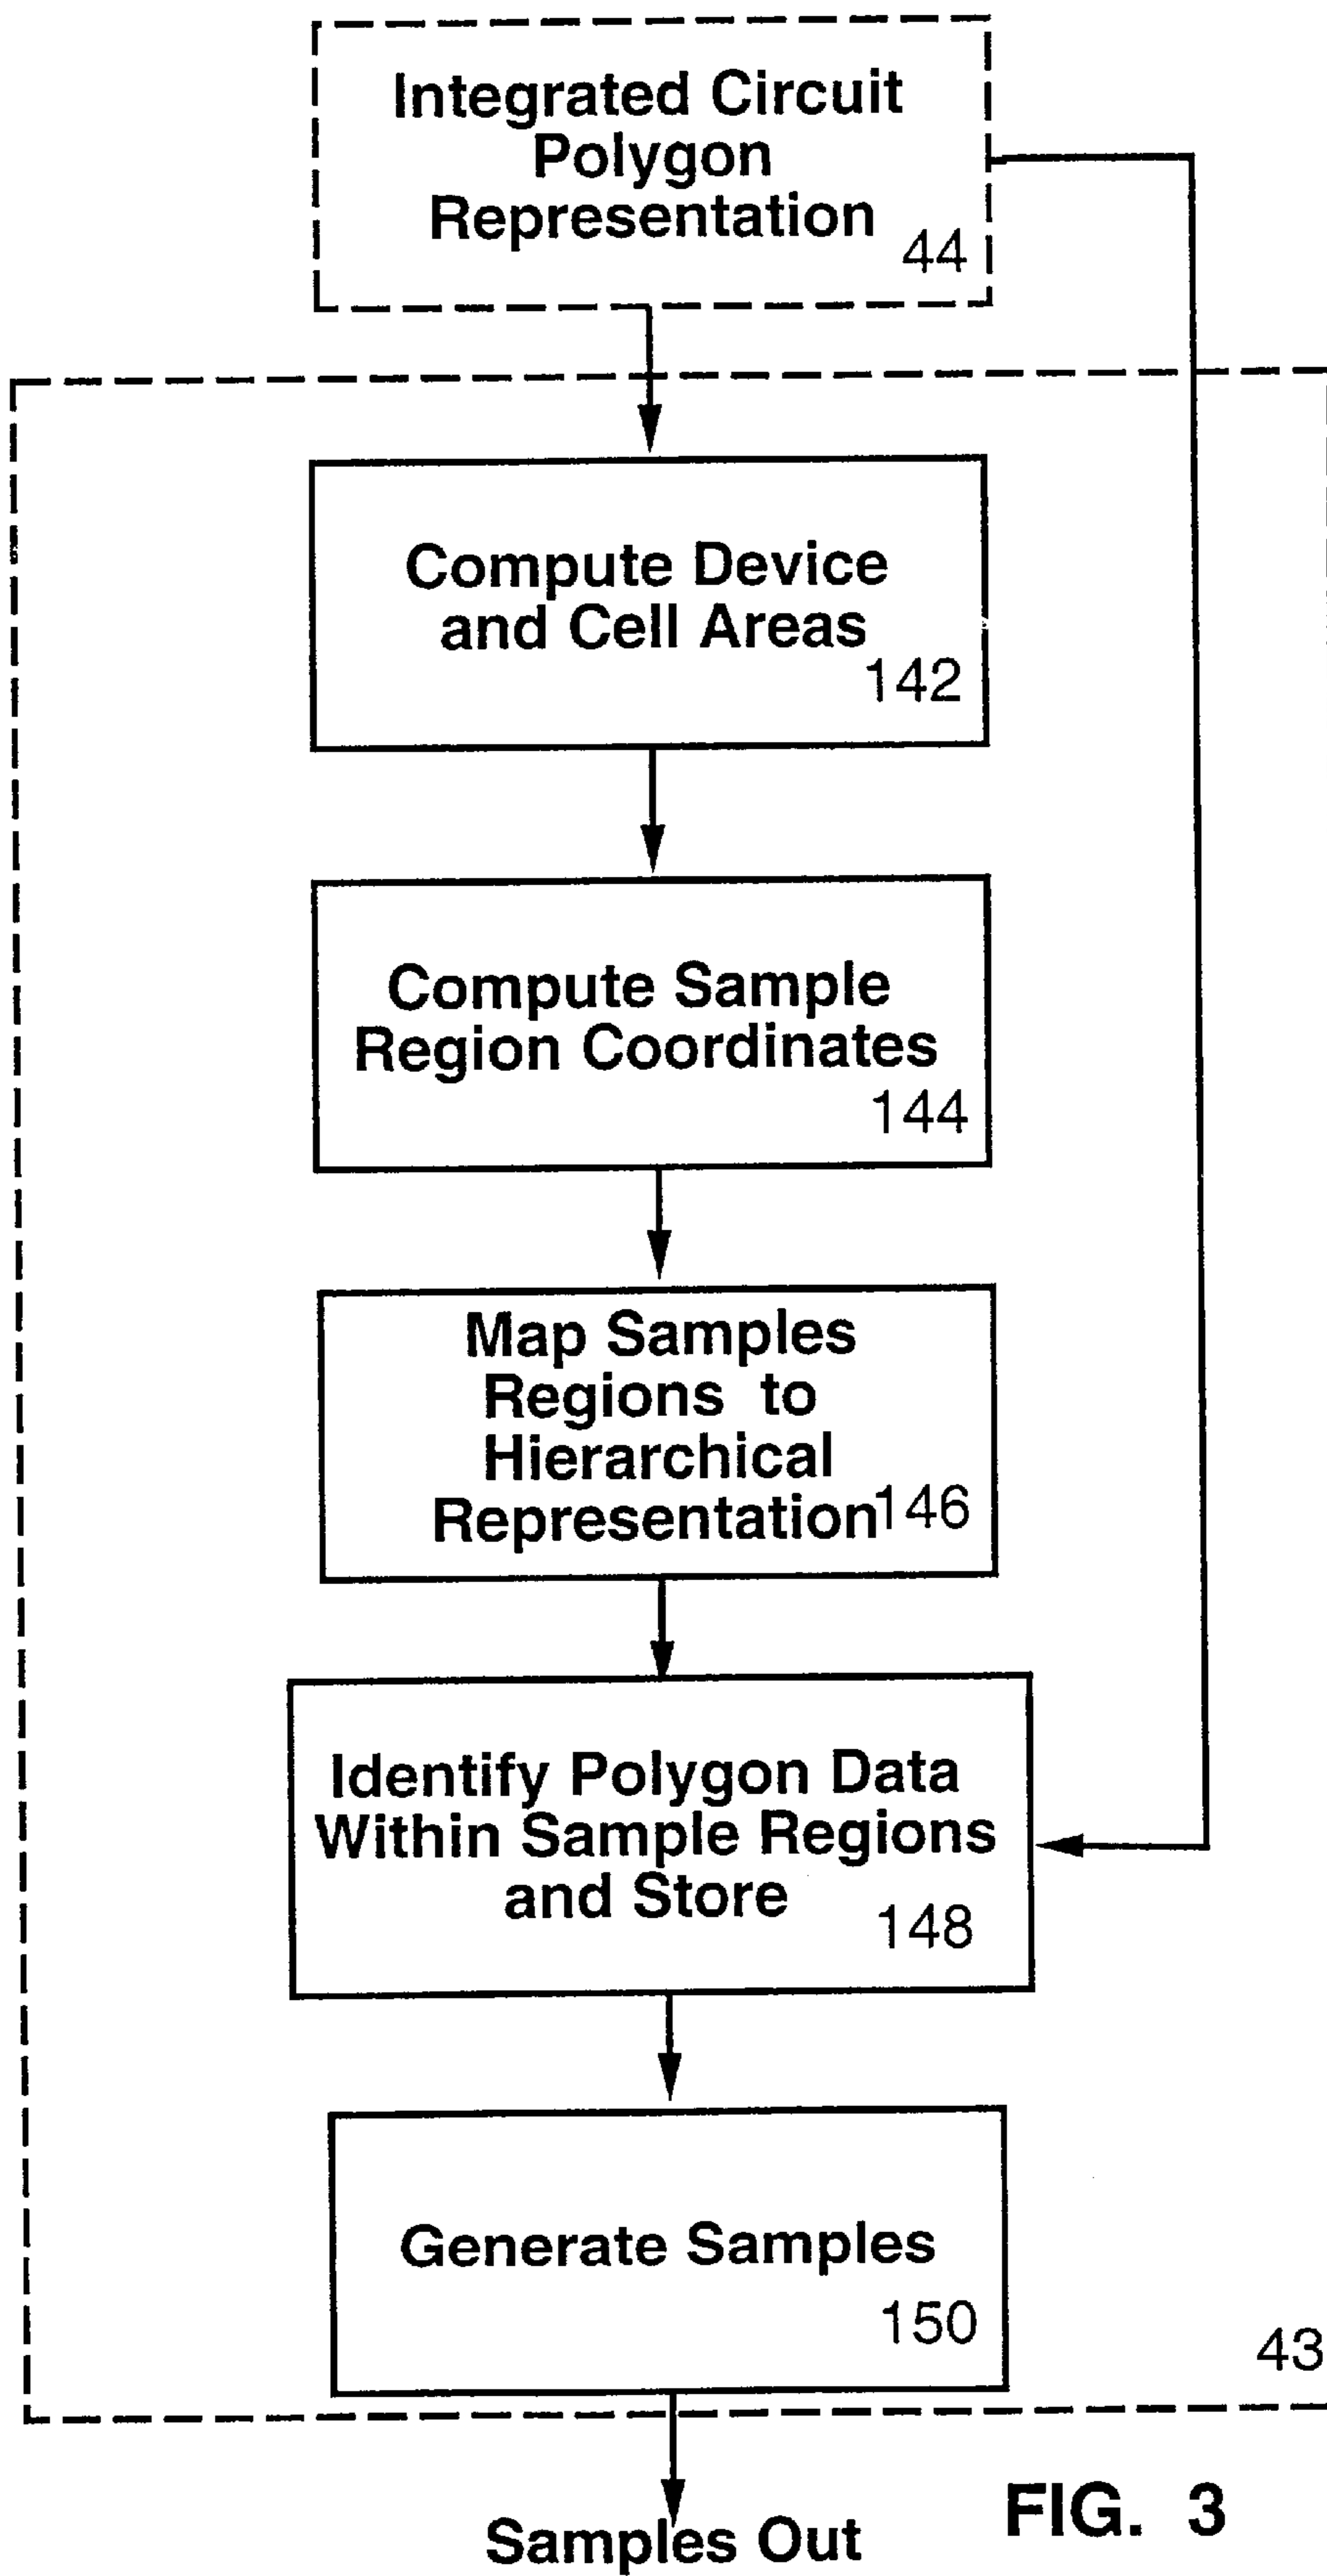 Integrated Circuit
Polygon
Representation
44
Compute Device
and Cell Areas
142
Compute Sample
Region Coordinates
144
Map Samples
Regions to
Hierarchical
Representation 146
Identify Polygon Data
Within Sample Regions
and Store
148
Generate Samples
150
43
Samples Out
FIG. 3